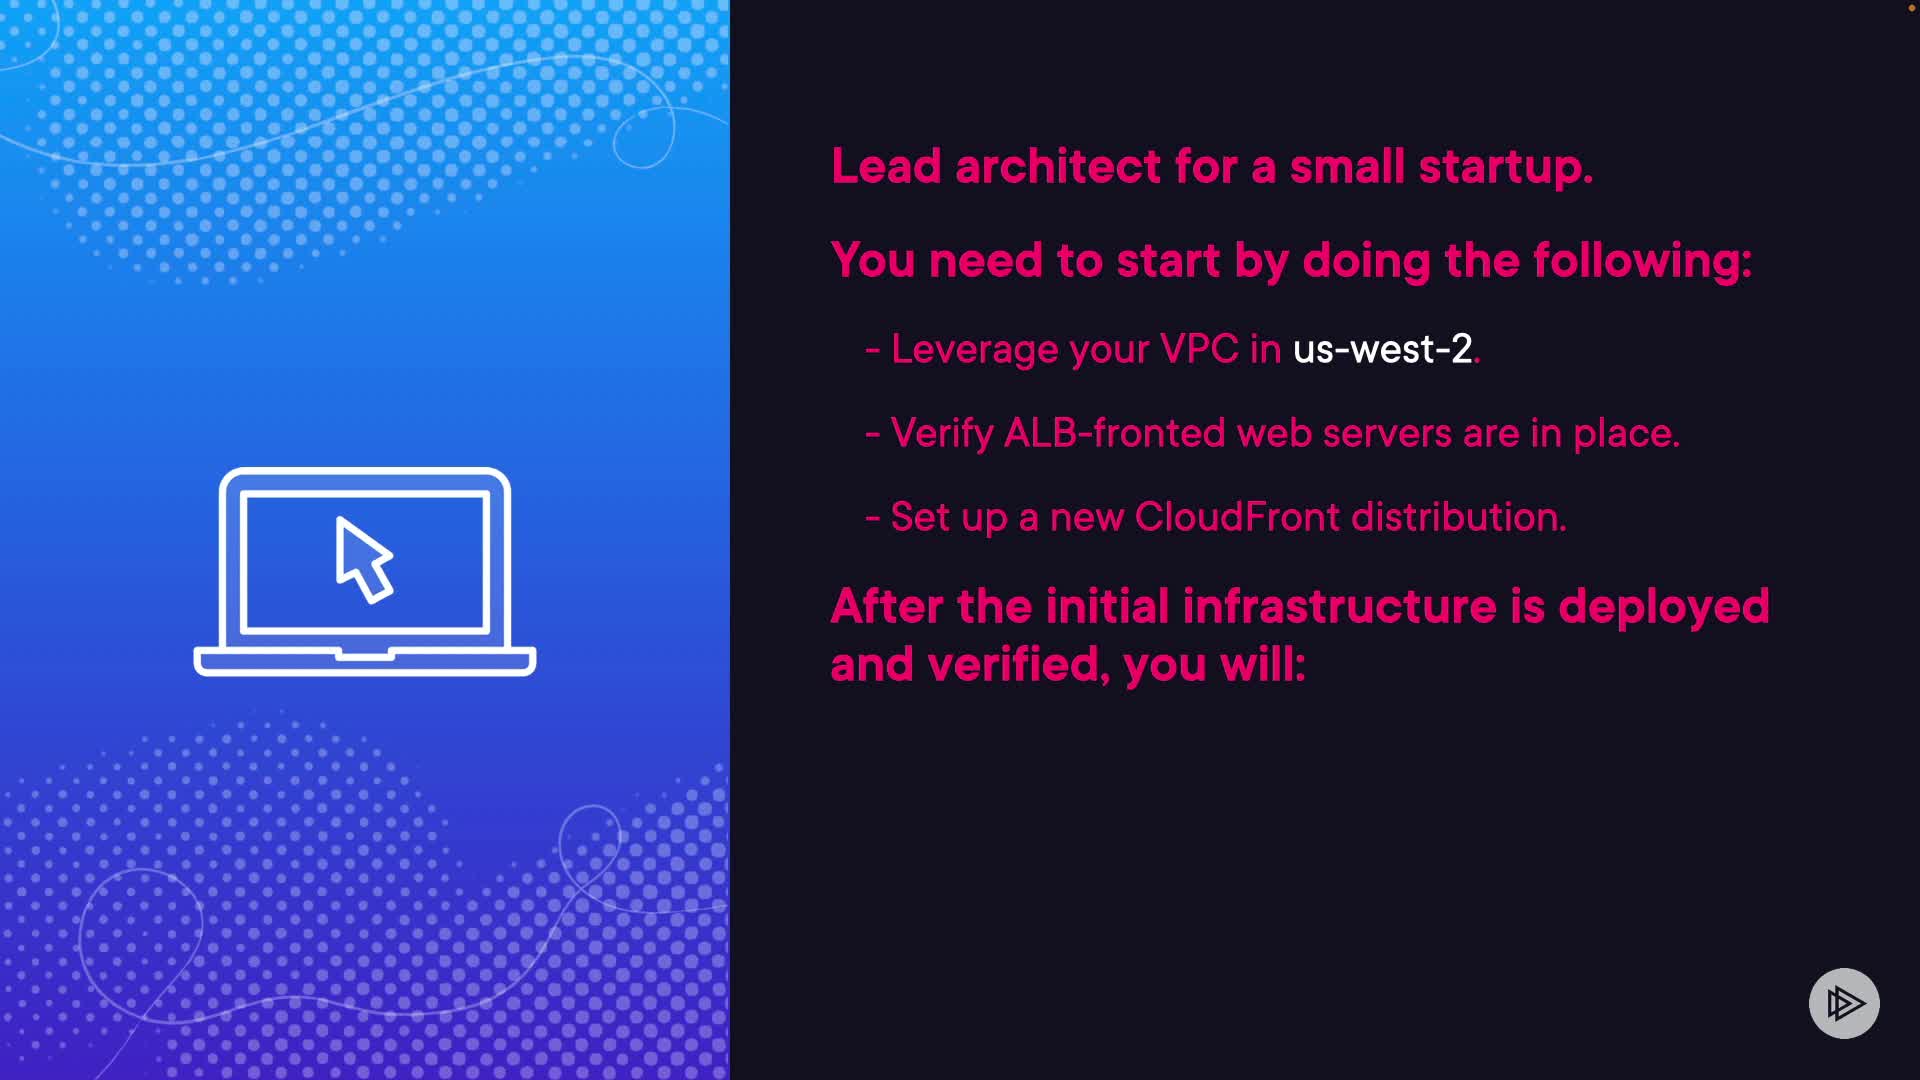 Lead architect for a small startup.
You need to start by doing the following:
- Leverage your VPC in us-west-2.
- Verify ALB-fronted web servers are in place.
- Set up a new CloudFront distribution.
After the initial infrastructure is deployed
and verified, you will: